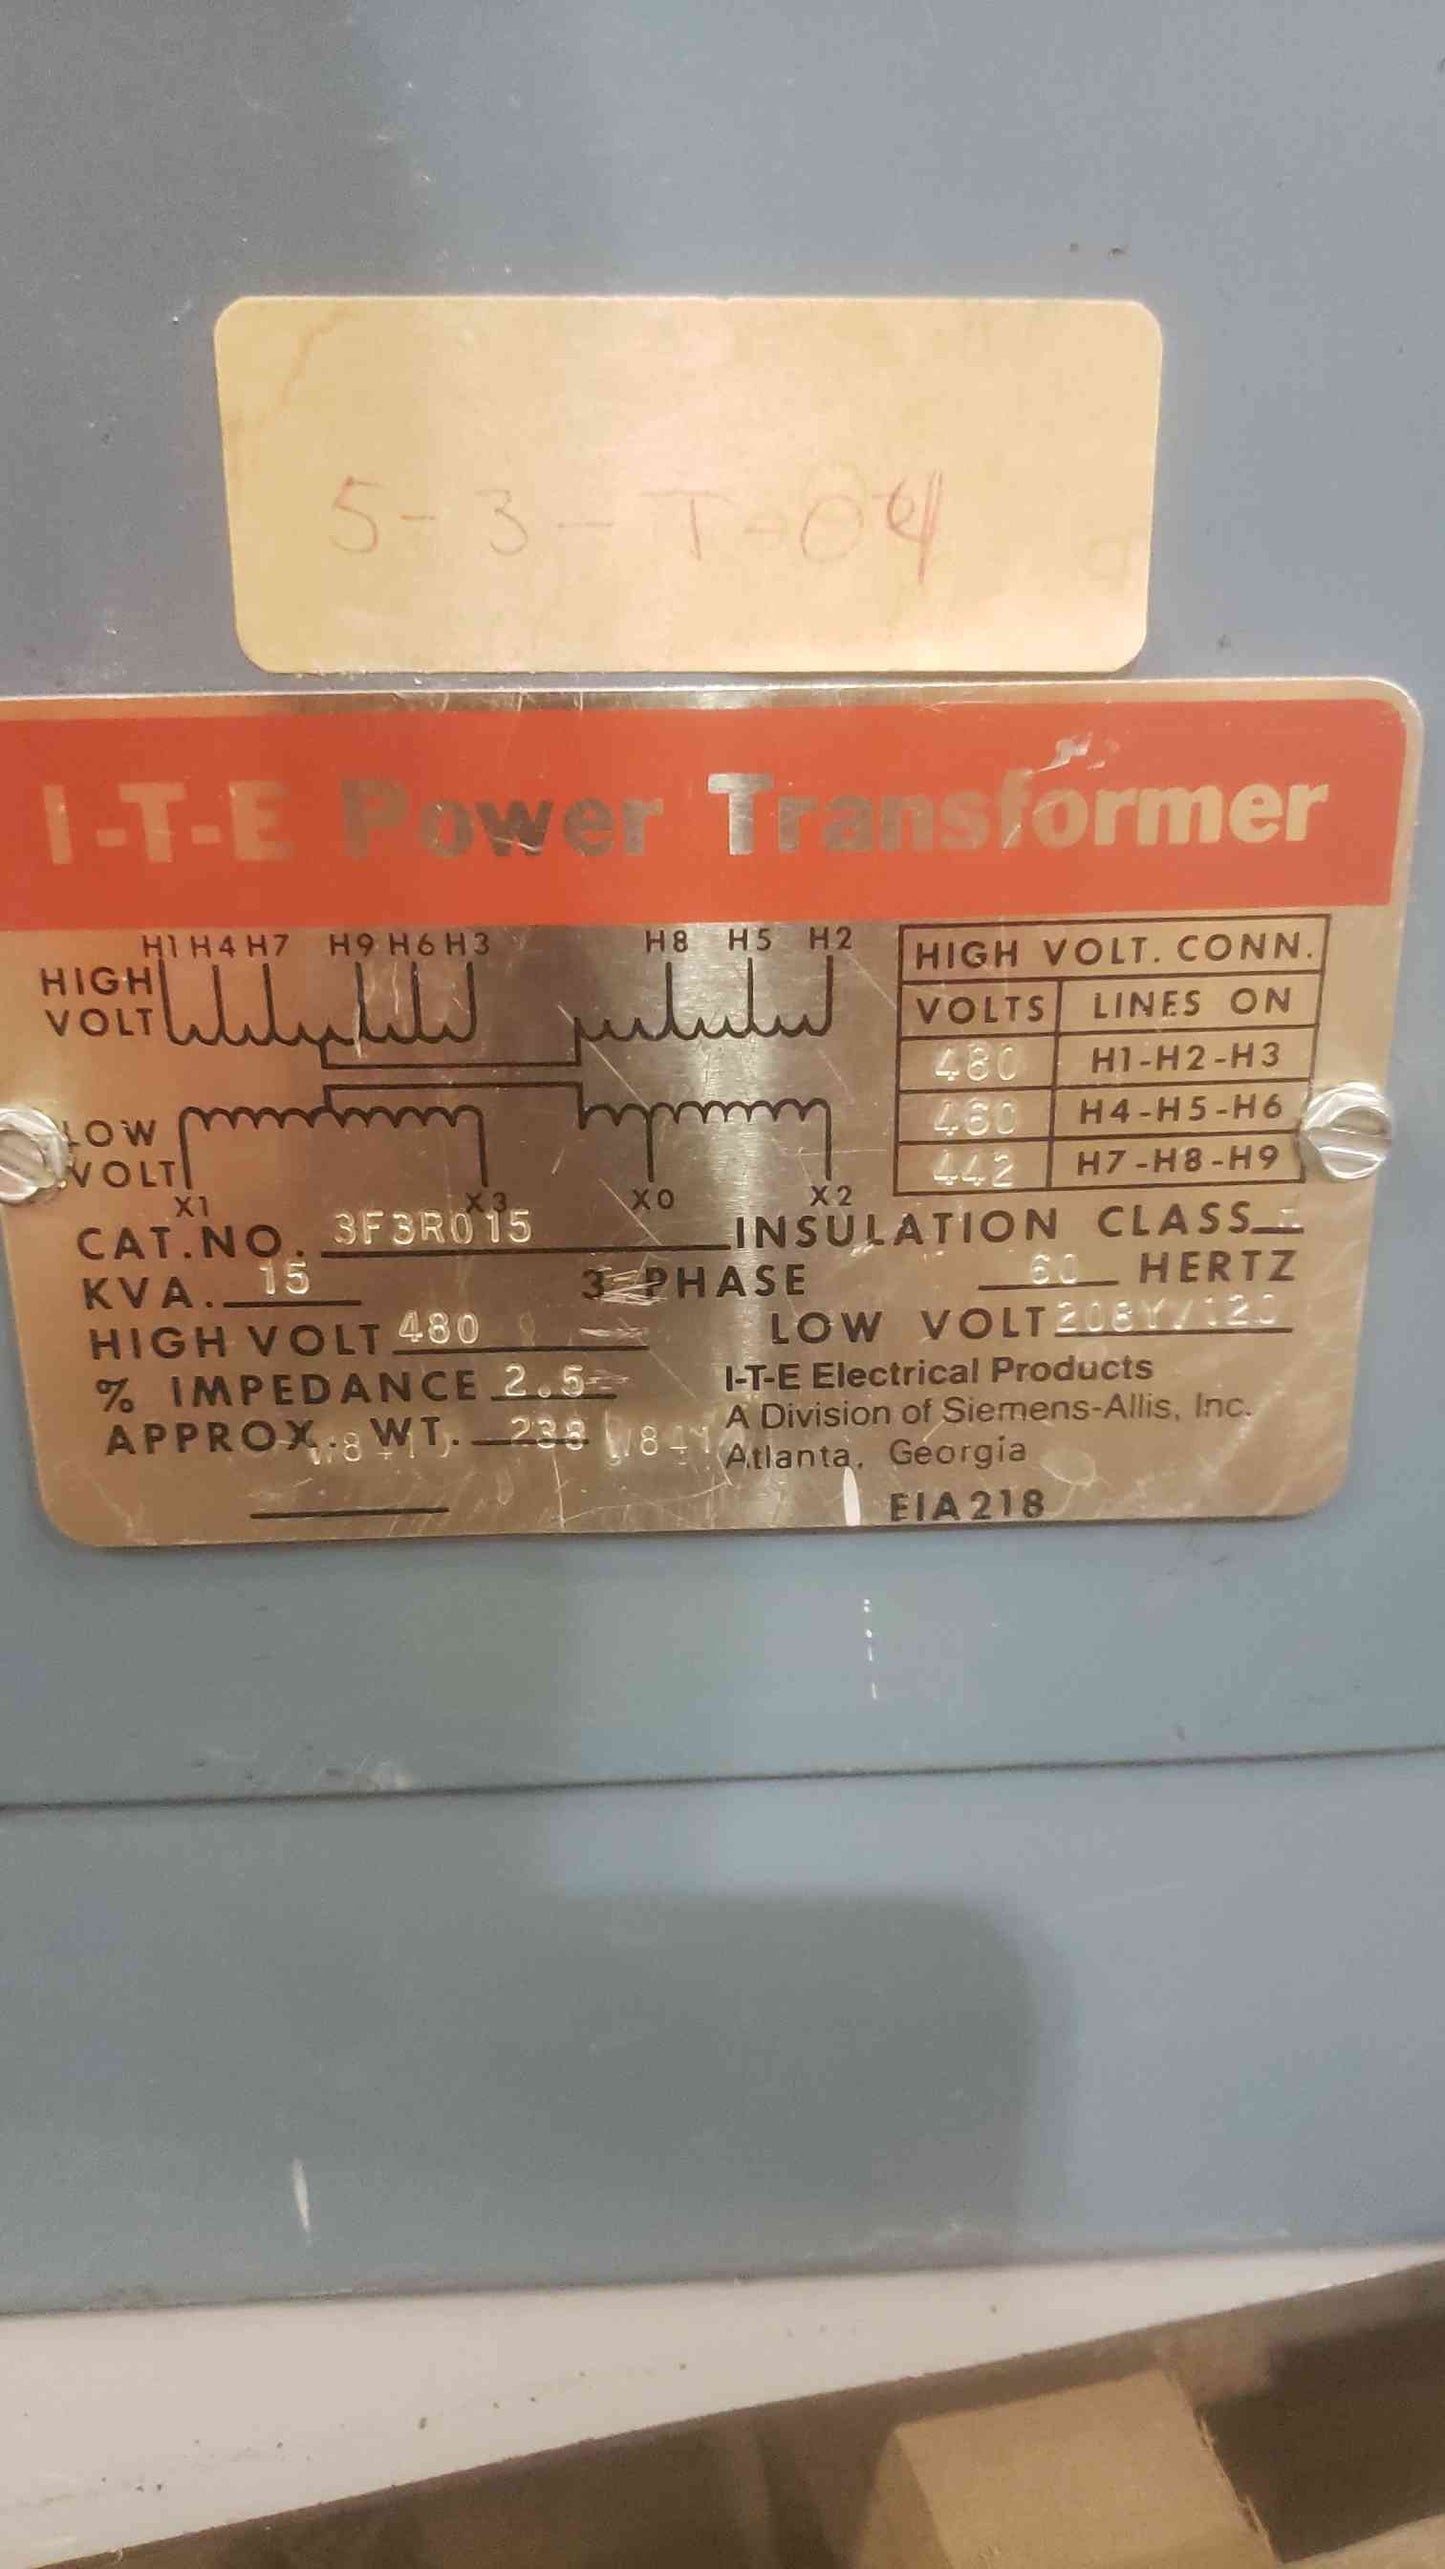 5-3-T-04
I-T-E Power Transformer
H1 H4 H7 H9 H6 H3 H8 H5 H2
HIGH VOLT
LOW VOLT
X1 X3 X0 X2
HIGH VOLT. CONN.
VOLTS LINES ON
480 H1-H2-H3
460 H4-H5-H6
442 H7-H8-H9
CAT.NO. 3F3R015 INSULATION CLASS
KVA. 15 3 PHASE 60 HERTZ
HIGH VOLT 480 LOW VOLT 208Y/120
% IMPEDANCE 2.5 I-T-E Electrical Products
A Division of Siemens-Allis, Inc.
APPROX. WT. 238
Atlanta, Georgia
EIA218